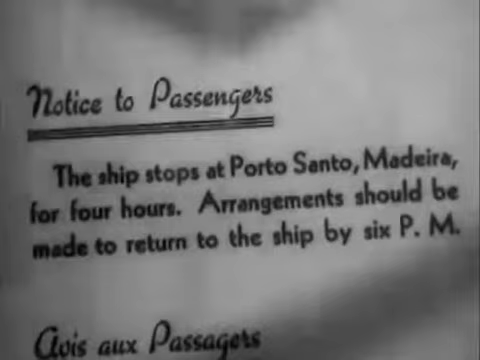 Notice to Passengers
The ship stops at Porto Santo, Madeira,
for four hours. Arrangements should be
made to return to the ship by six P. M.
Avis aux Passagers